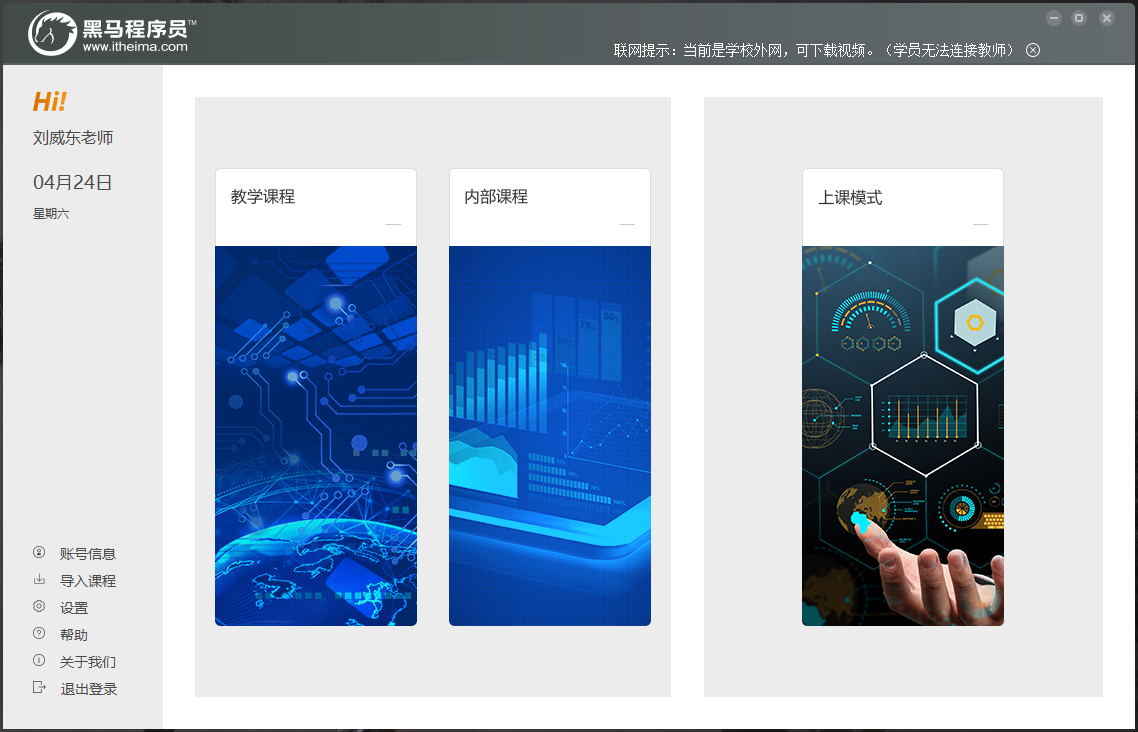 黑马程序员™
www.itheima.com
联网提示：当前是学校外网，可下载视频。（学员无法连接教师）
Hi!
刘威东老师
04月24日
星期六
教学课程
内部课程
上课模式
75%
90%
50%
账号信息
导入课程
设置
帮助
关于我们
退出登录